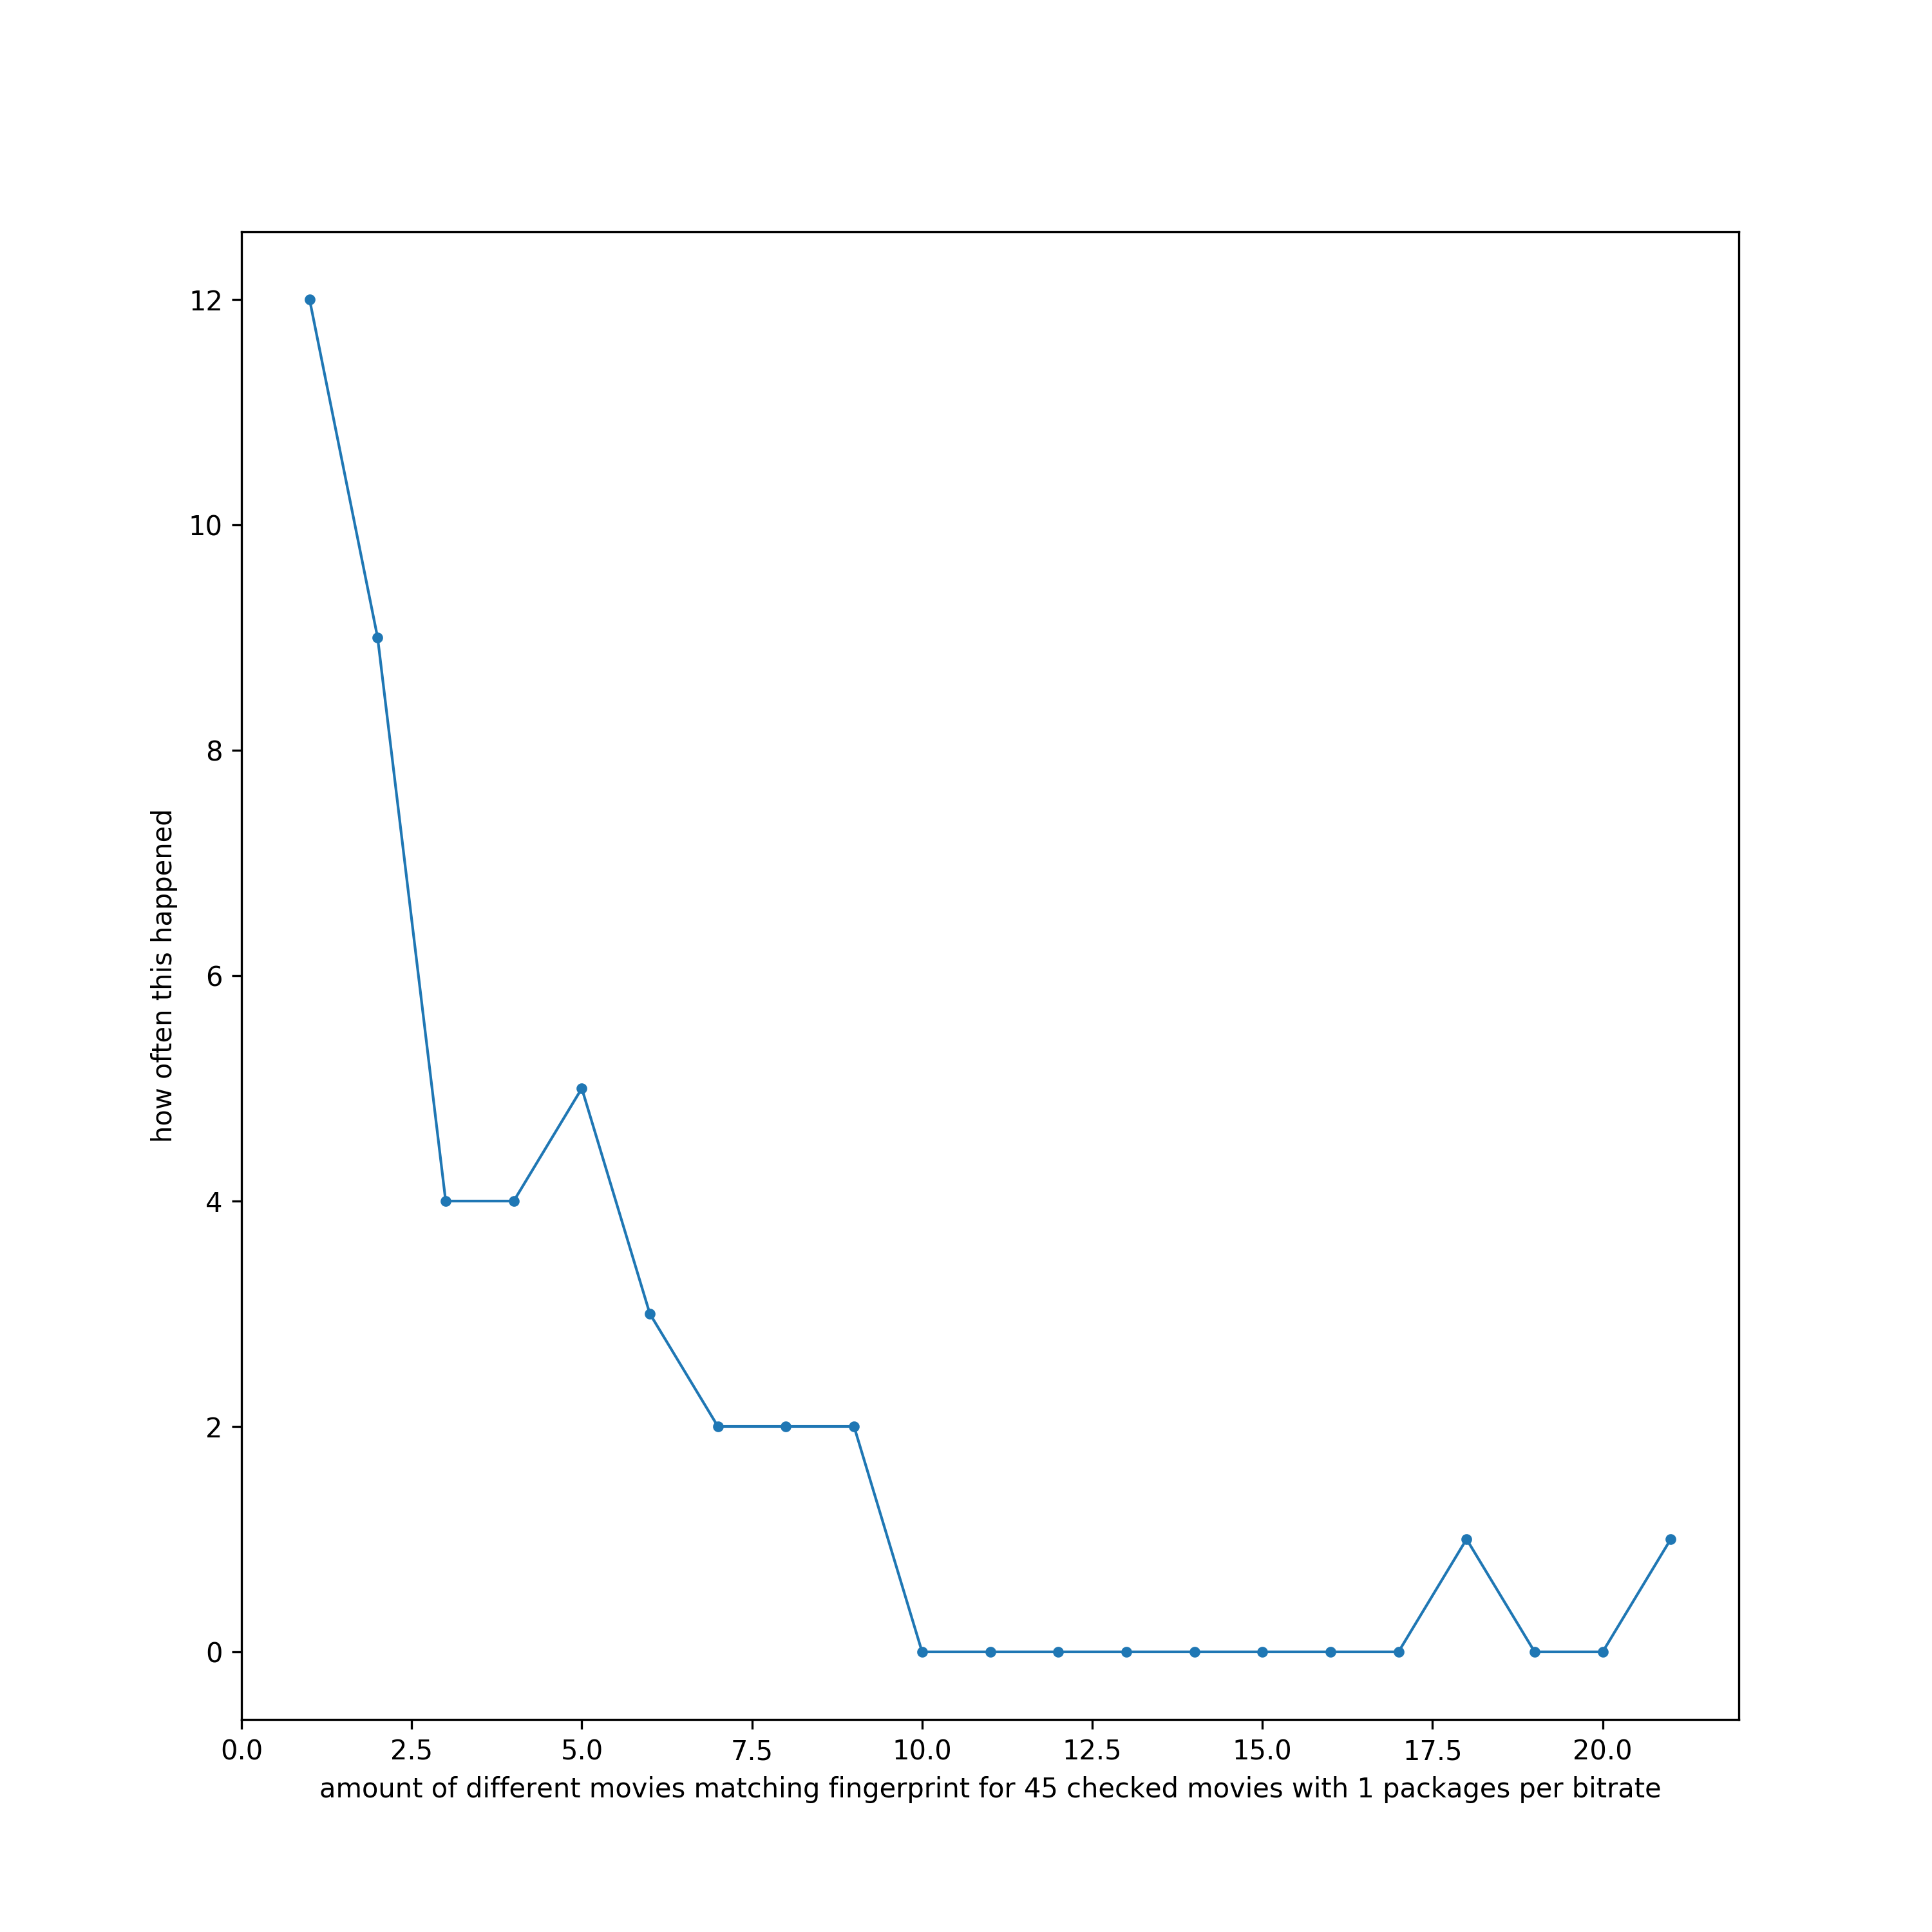 12
10
8
6
4
2
0
how often this happened
0.0 2.5 5.0 7.5 10.0 12.5 15.0 17.5 20.0
amount of different movies matching fingerprint for 45 checked movies with 1 packages per bitrate